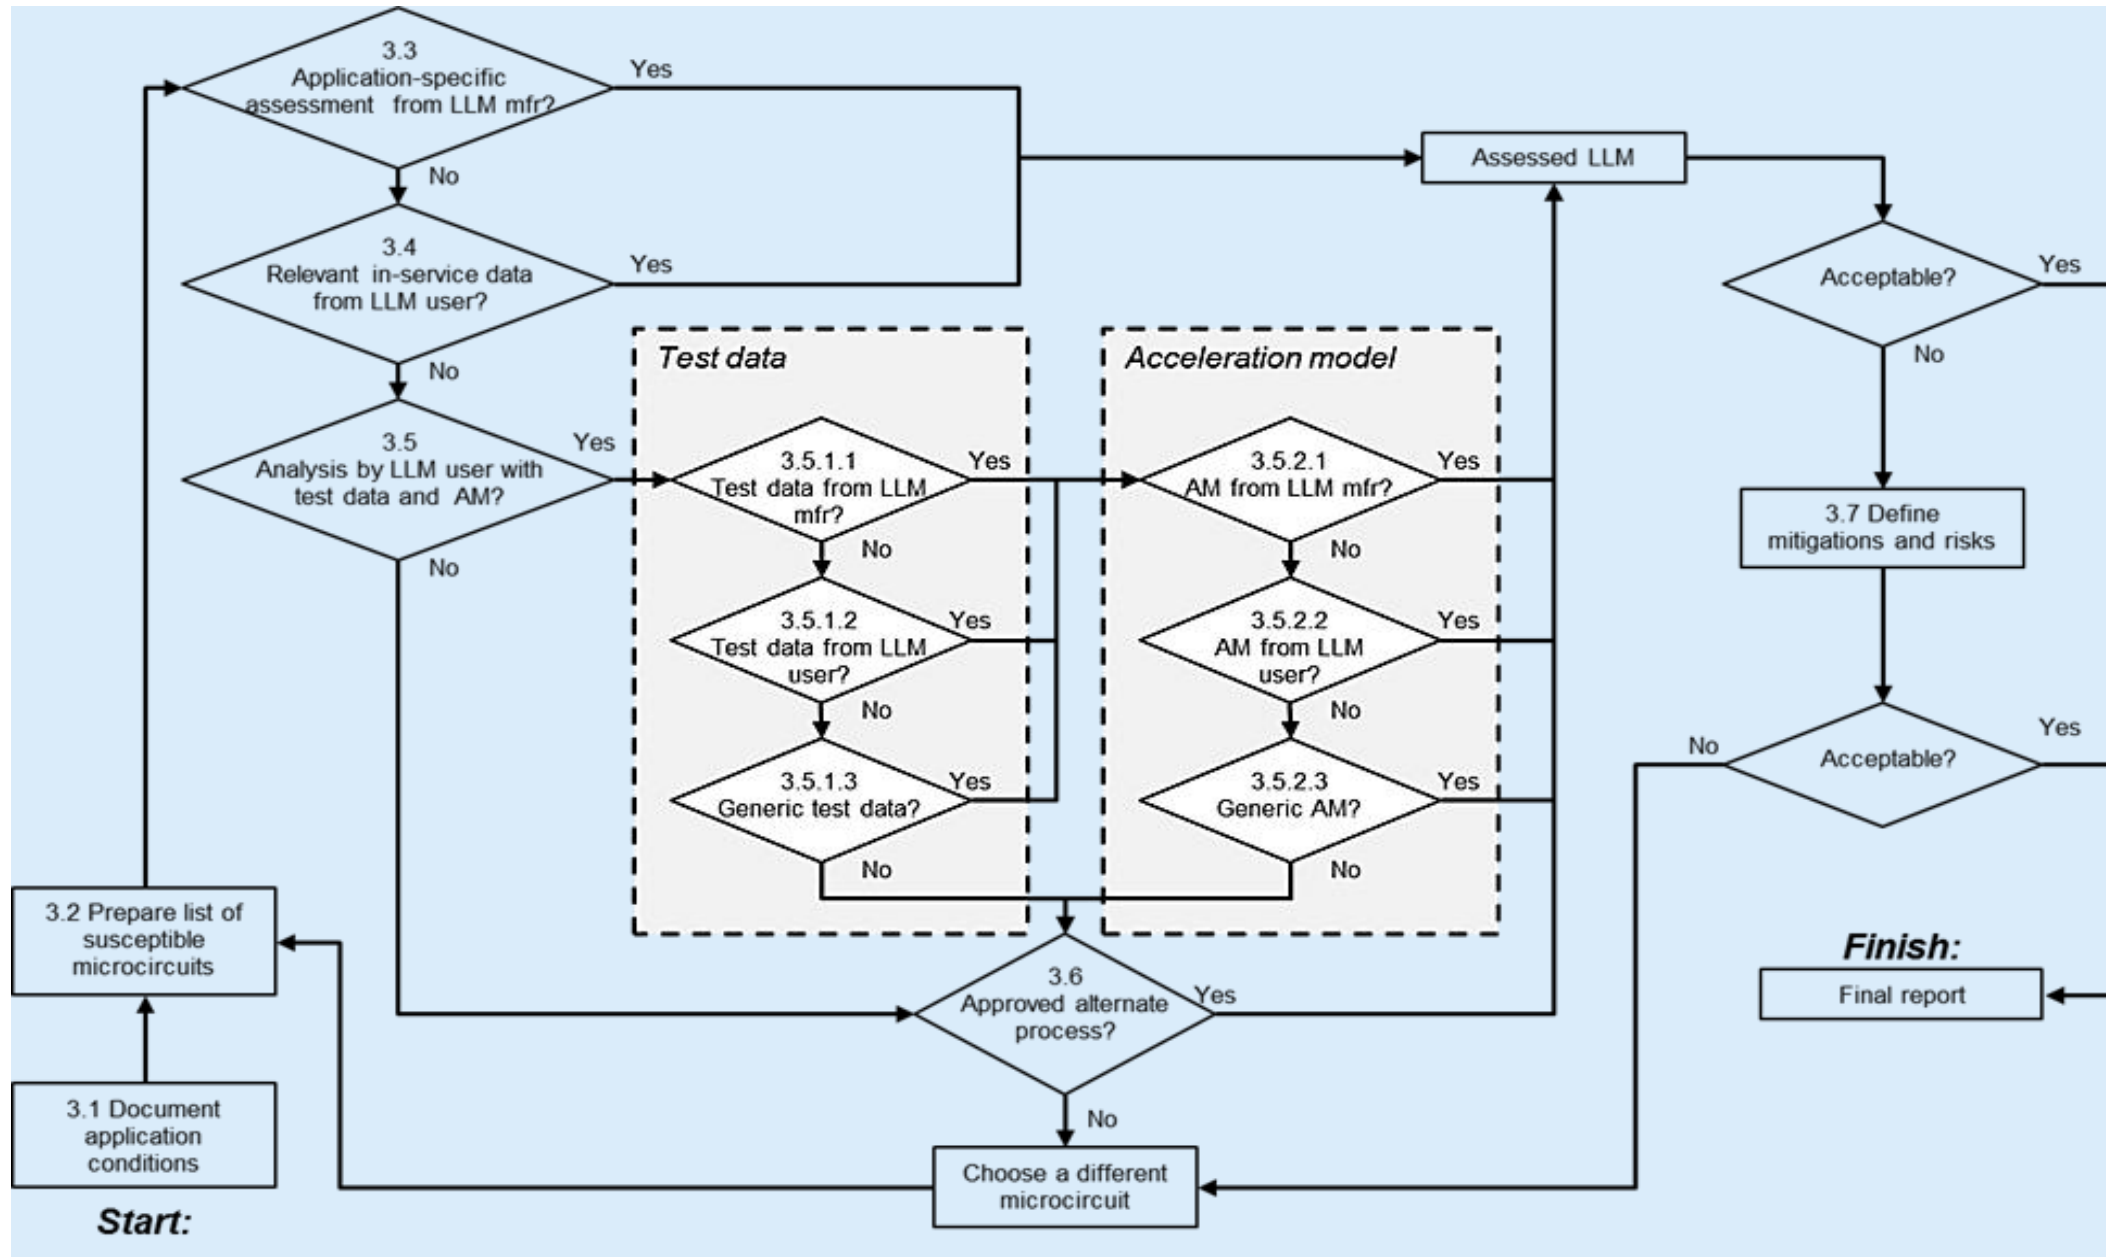 3.3
Application-specific
assessment from LLM mfr?
Yes
No
3.4
Relevant in-service data
from LLM user?
Yes
No
3.5
Analysis by LLM user with
test data and AM?
Yes
No
Test data
3.5.1.1
Test data from LLM
mfr?
Yes
No
3.5.1.2
Test data from LLM
user?
Yes
No
3.5.1.3
Generic test data?
Yes
No
Acceleration model
3.5.2.1
AM from LLM mfr?
Yes
No
3.5.2.2
AM from LLM
user?
Yes
No
3.5.2.3
Generic AM?
Yes
No
3.6
Approved alternate
process?
Yes
No
Choose a different
microcircuit
Assessed LLM
Acceptable?
Yes
No
3.7 Define
mitigations and risks
Acceptable?
No
Yes
Finish:
Final report
3.2 Prepare list of
susceptible
microcircuits
3.1 Document
application
conditions
Start: